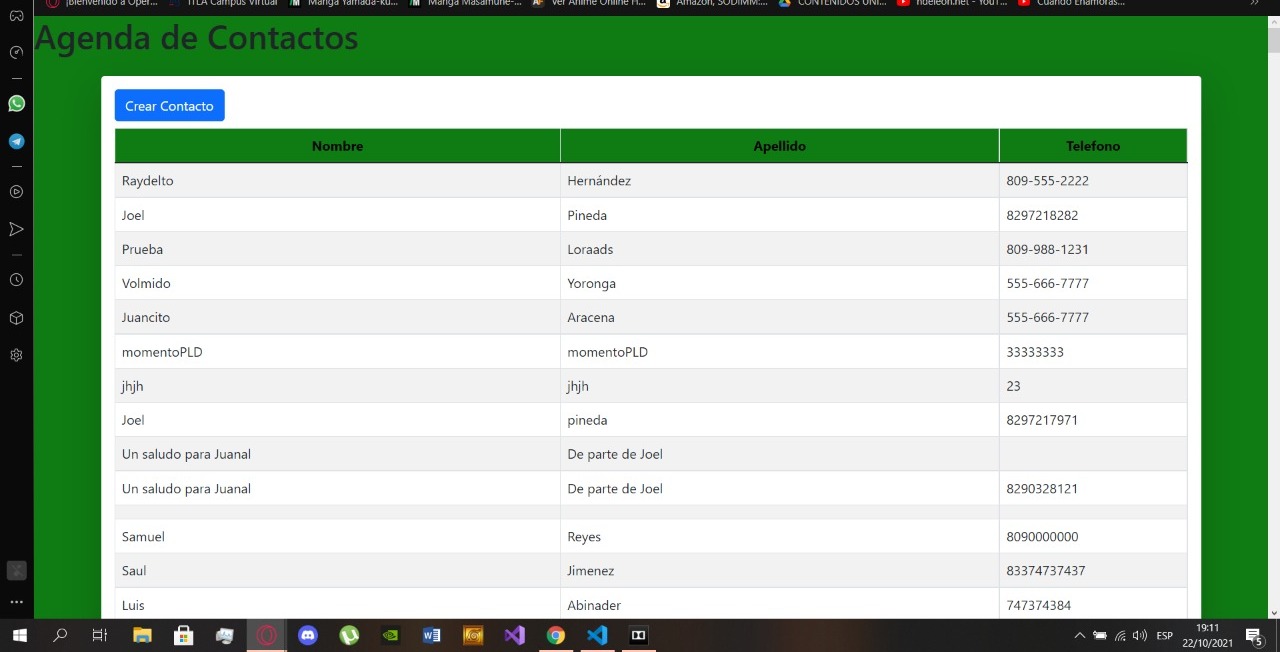 ¡Bienvenido a Oper... ITLA Campus Virtual Manga Yamada-ku... Manga Masamune-... Ver Anime Online H... Amazon, SODIMM:... CONTENIDOS UNI... hdeleon.net - YouT... Cuando Enamoras...
Agenda de Contactos
Crear Contacto
Nombre Apellido Telefono
Raydelto Hernández 809-555-2222
Joel Pineda 8297218282
Prueba Loraads 809-988-1231
Volmido Yoronga 555-666-7777
Juancito Aracena 555-666-7777
momentoPLD momentoPLD 33333333
jhjh jhjh 23
Joel pineda 8297217971
Un saludo para Juanal De parte de Joel
Un saludo para Juanal De parte de Joel 8290328121
Samuel Reyes 8090000000
Saul Jimenez 83374737437
Luis Abinader 747374384
ESP 19:11
22/10/2021 5